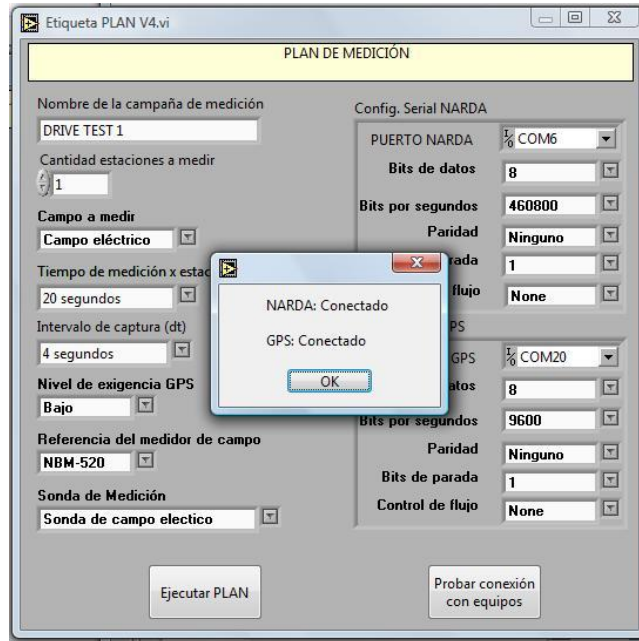 Etiqueta PLAN V4.vi
PLAN DE MEDICIÓN
Nombre de la campaña de medición
DRIVE TEST 1
Cantidad estaciones a medir
1
Campo a medir
Campo eléctrico
Tiempo de medición x estac
20 segundos
Intervalo de captura (dt)
4 segundos
Nivel de exigencia GPS
Bajo
Referencia del medidor de campo
NBM-520
Sonda de Medición
Sonda de campo electico
Ejecutar PLAN
Config. Serial NARDA
PUERTO NARDA
COM6
Bits de datos
8
Bits por segundos
460800
Paridad
Ninguno
rada
1
flujo
None
NARDA: Conectado
GPS: Conectado
OK
PS
GPS
COM20
atos
8
Bits por segundos
9600
Paridad
Ninguno
Bits de parada
1
Control de flujo
None
Probar conexión
con equipos